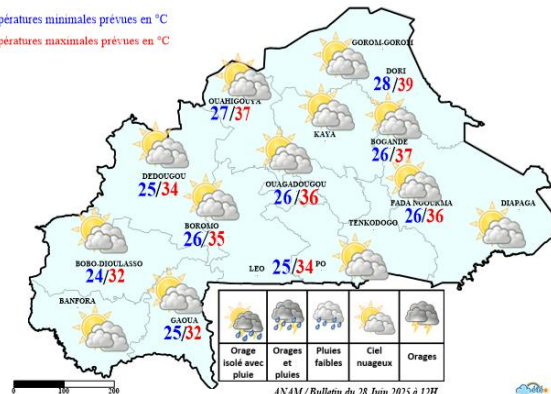 pératures minimales prévues en °C
pératures maximales prévues en °C
GOROM-GOROM
DORI
28/39
OUAHIGOUYA
27/37
KAYA
BOGANDE
26/37
DEDOUGOU
25/34
OUAGADOUGOU
26/36
FADA NGOURMA
26/36
DIAPAGA
BOROMO
26/35
TENKODOGO
BOBO-DIOULASSO
24/32
LEO
25/34
PO
BANFORA
GAOUA
25/32
Orage isolé avec pluie
Orages et pluies
Pluies faibles
Ciel nuageux
Orages
0 100 200
ANAM / Bulletin du 28 Juin 2025 à 12H